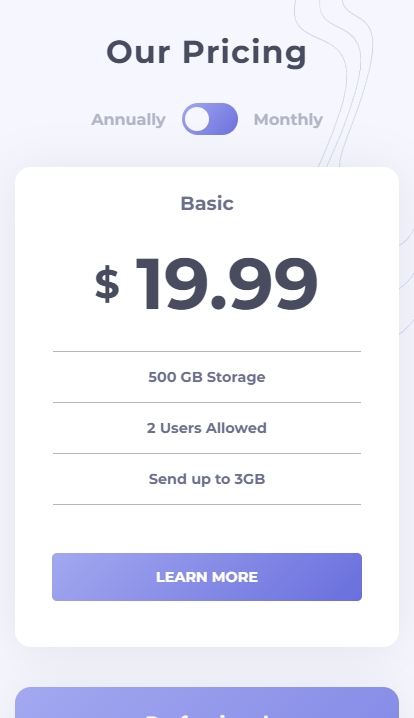 Our Pricing
Annually Monthly
Basic
$ 19.99
500 GB Storage
2 Users Allowed
Send up to 3GB
LEARN MORE